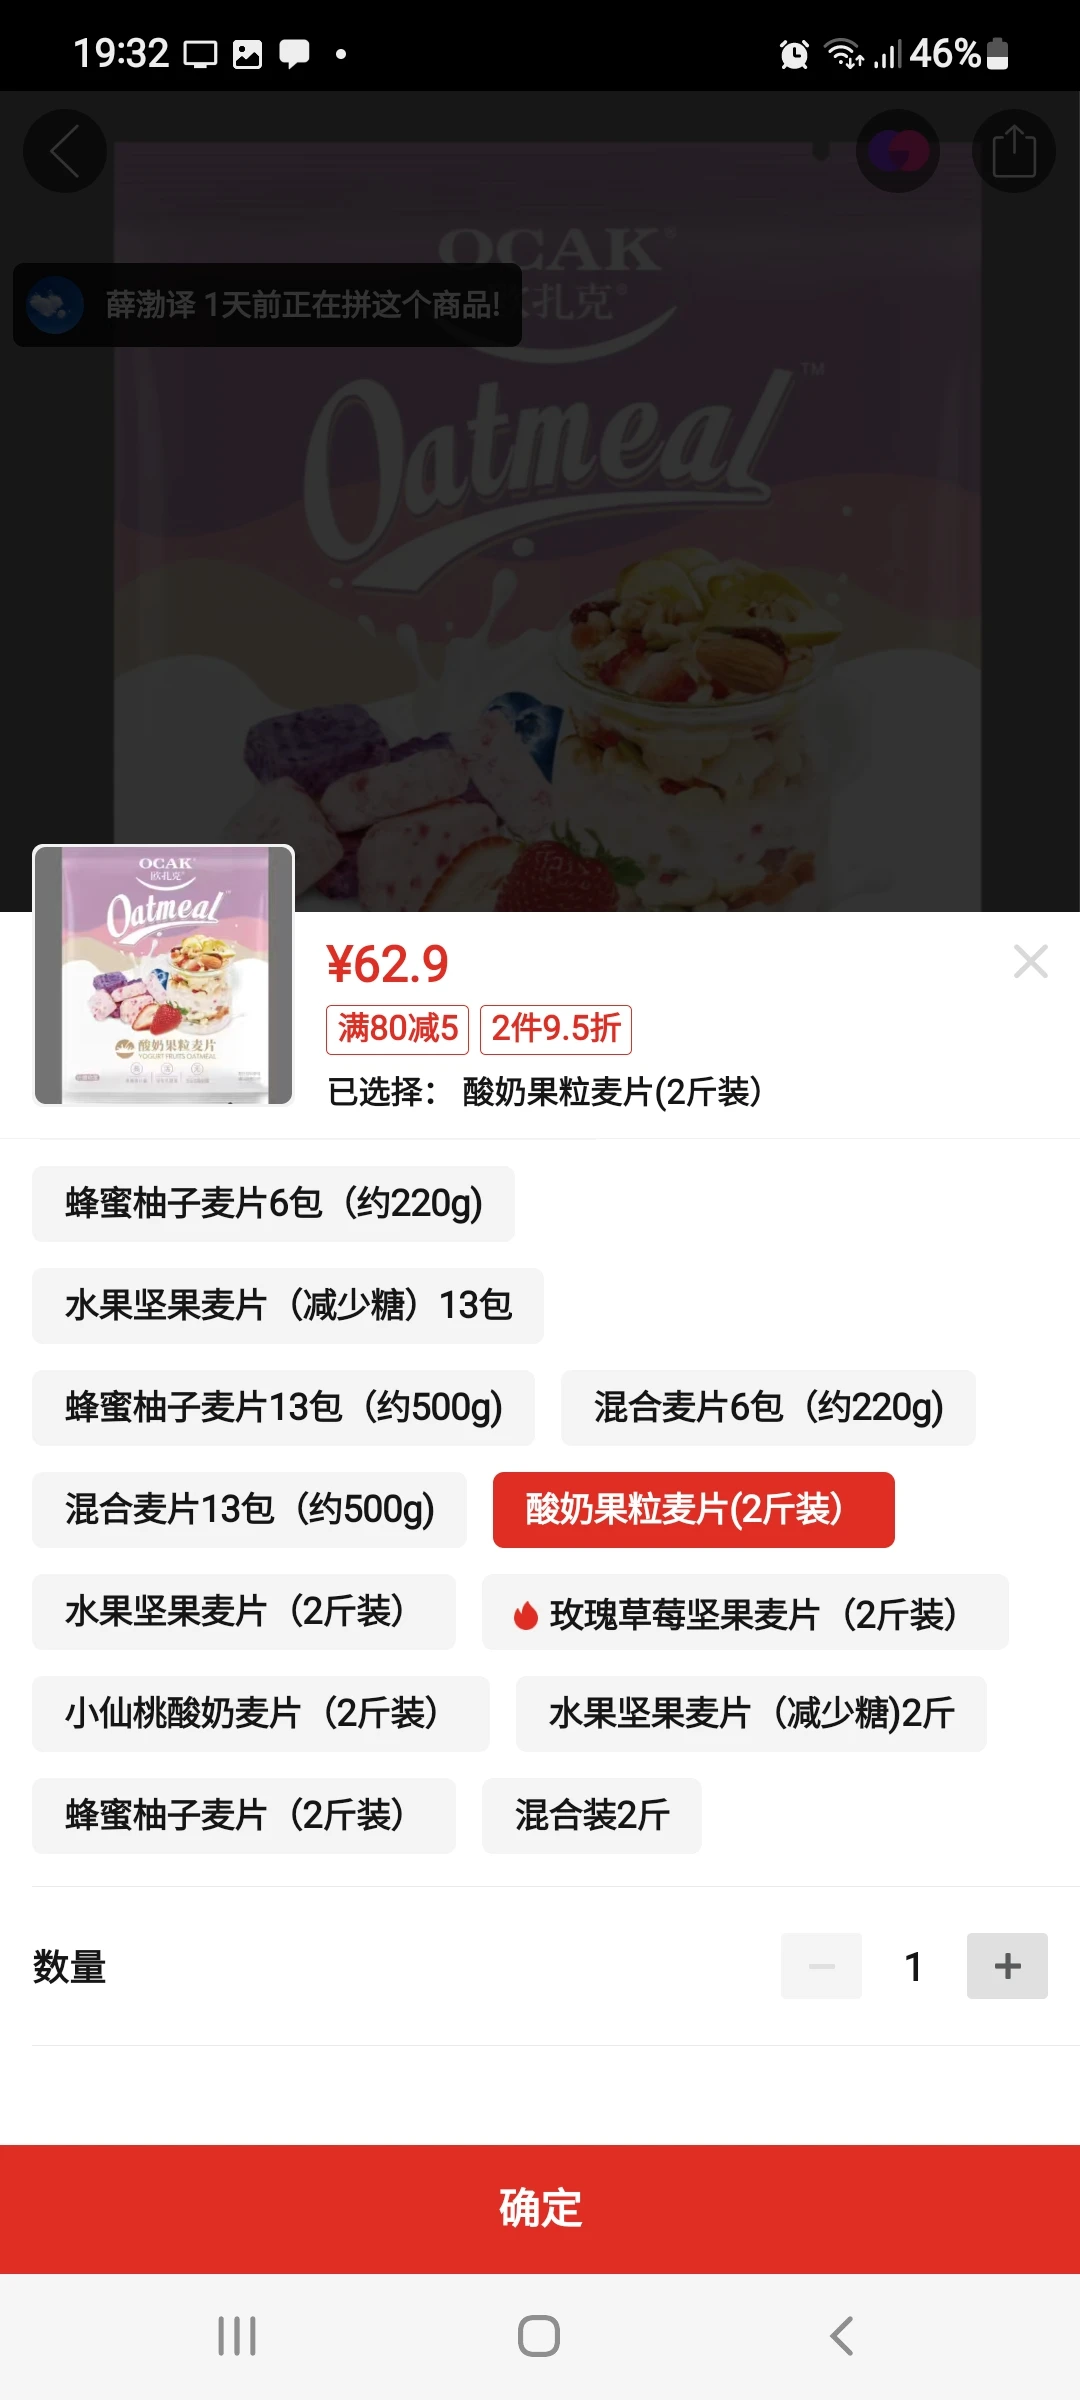 19:32
46%
OCAK®
欧扎克®
薛渤译 1天前正在拼这个商品!
Oatmeal™
OCAK
欧扎克®
Oatmeal™
酸奶果粒麦片
YOGURT FRUITS OATMEAL
¥62.9
满80减5
2件9.5折
已选择： 酸奶果粒麦片(2斤装）
蜂蜜柚子麦片6包（约220g)
水果坚果麦片（减少糖）13包
蜂蜜柚子麦片13包（约500g)
混合麦片6包（约220g)
混合麦片13包（约500g)
酸奶果粒麦片(2斤装）
水果坚果麦片（2斤装）
玫瑰草莓坚果麦片（2斤装）
小仙桃酸奶麦片（2斤装）
水果坚果麦片（减少糖)2斤
蜂蜜柚子麦片（2斤装）
混合装2斤
数量
1
确定